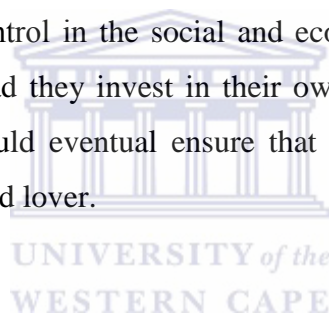 ntrol in the social and eco
d they invest in their ow
uld eventual ensure that
d lover.
UNIVERSITY of the
WESTERN CAPE